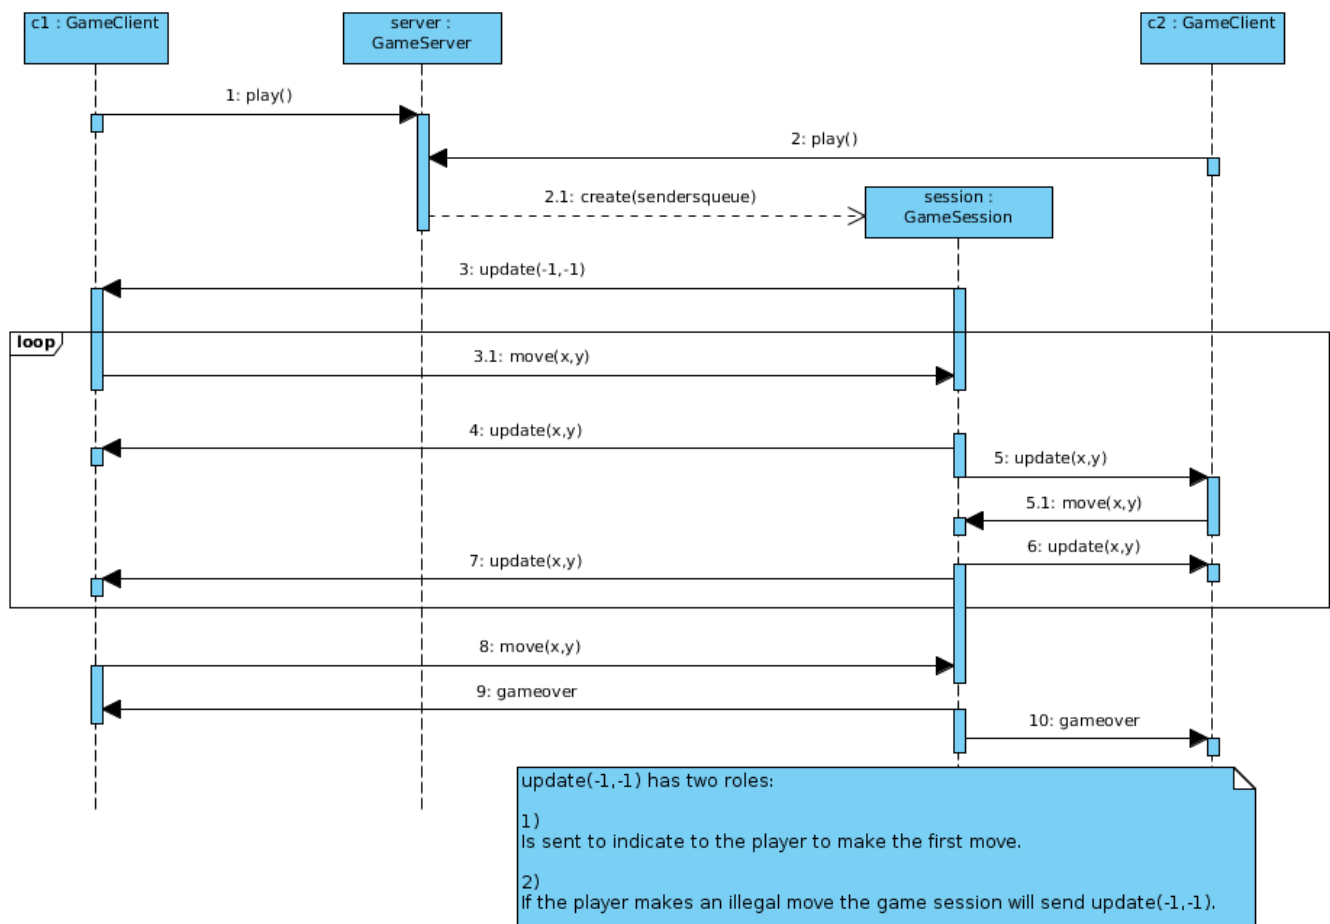 c1 : GameClient
server :
GameServer
c2 : GameClient
1: play()
2: play()
2.1: create(sendersqueue)
session :
GameSession
3: update(-1,-1)
loop
3.1: move(x,y)
4: update(x,y)
5: update(x,y)
5.1: move(x,y)
6: update(x,y)
7: update(x,y)
8: move(x,y)
9: gameover
10: gameover
update(-1,-1) has two roles:
1)
Is sent to indicate to the player to make the first move.
2)
If the player makes an illegal move the game session will send update(-1,-1).